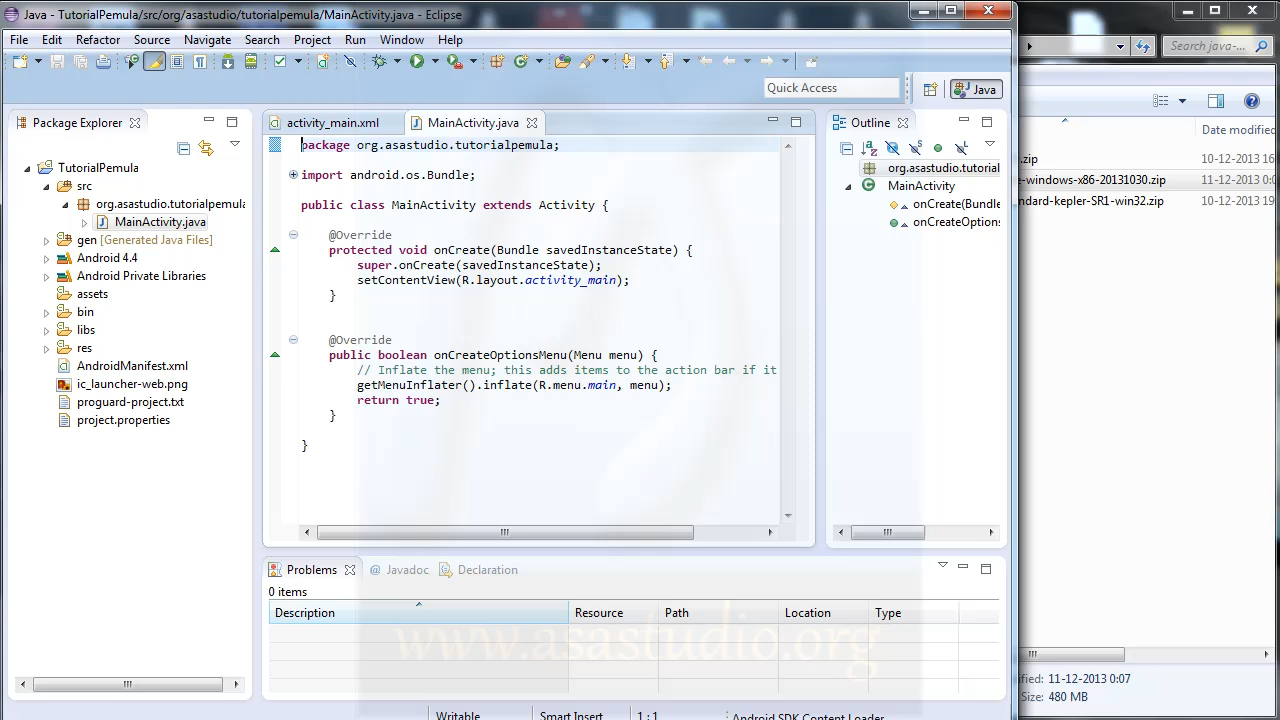 Java - TutorialPemula/src/org/asastudio/tutorialpemula/MainActivity.java - Eclipse
File Edit Refactor Source Navigate Search Project Run Window Help
Search java-...
Quick Access
Java
Package Explorer
activity_main.xml
MainActivity.java
Outline
Date modified
TutorialPemula
src
org.asastudio.tutorialpemula
MainActivity.java
gen [Generated Java Files]
Android 4.4
Android Private Libraries
assets
bin
libs
res
AndroidManifest.xml
ic_launcher-web.png
proguard-project.txt
project.properties
package org.asastudio.tutorialpemula;
import android.os.Bundle;
public class MainActivity extends Activity {
@Override
protected void onCreate(Bundle savedInstanceState) {
super.onCreate(savedInstanceState);
setContentView(R.layout.activity_main);
}
@Override
public boolean onCreateOptionsMenu(Menu menu) {
// Inflate the menu; this adds items to the action bar if it
getMenuInflater().inflate(R.menu.main, menu);
return true;
}
}
org.asastudio.tutorial
MainActivity
onCreate(Bundle
onCreateOptions
.zip
10-12-2013 16
e-windows-x86-20131030.zip
11-12-2013 0:0
ndard-kepler-SR1-win32.zip
10-12-2013 19
Problems
@ Javadoc
Declaration
0 items
Description Resource Path Location Type
www.asastudio.org
Writable
Smart Insert
1 : 1
Android SDK Content Loader
ified: 11-12-2013 0:07
Size: 480 MB